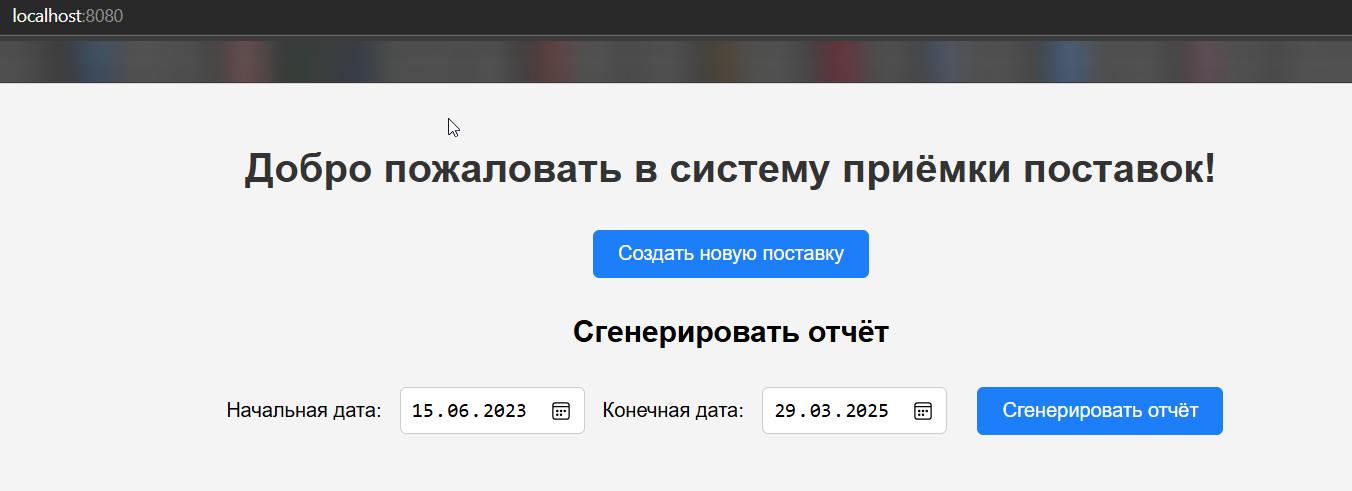 localhost:8080
Добро пожаловать в систему приёмки поставок!
Создать новую поставку
Сгенерировать отчёт
Начальная дата: 15.06.2023 Конечная дата: 29.03.2025 Сгенерировать отчёт